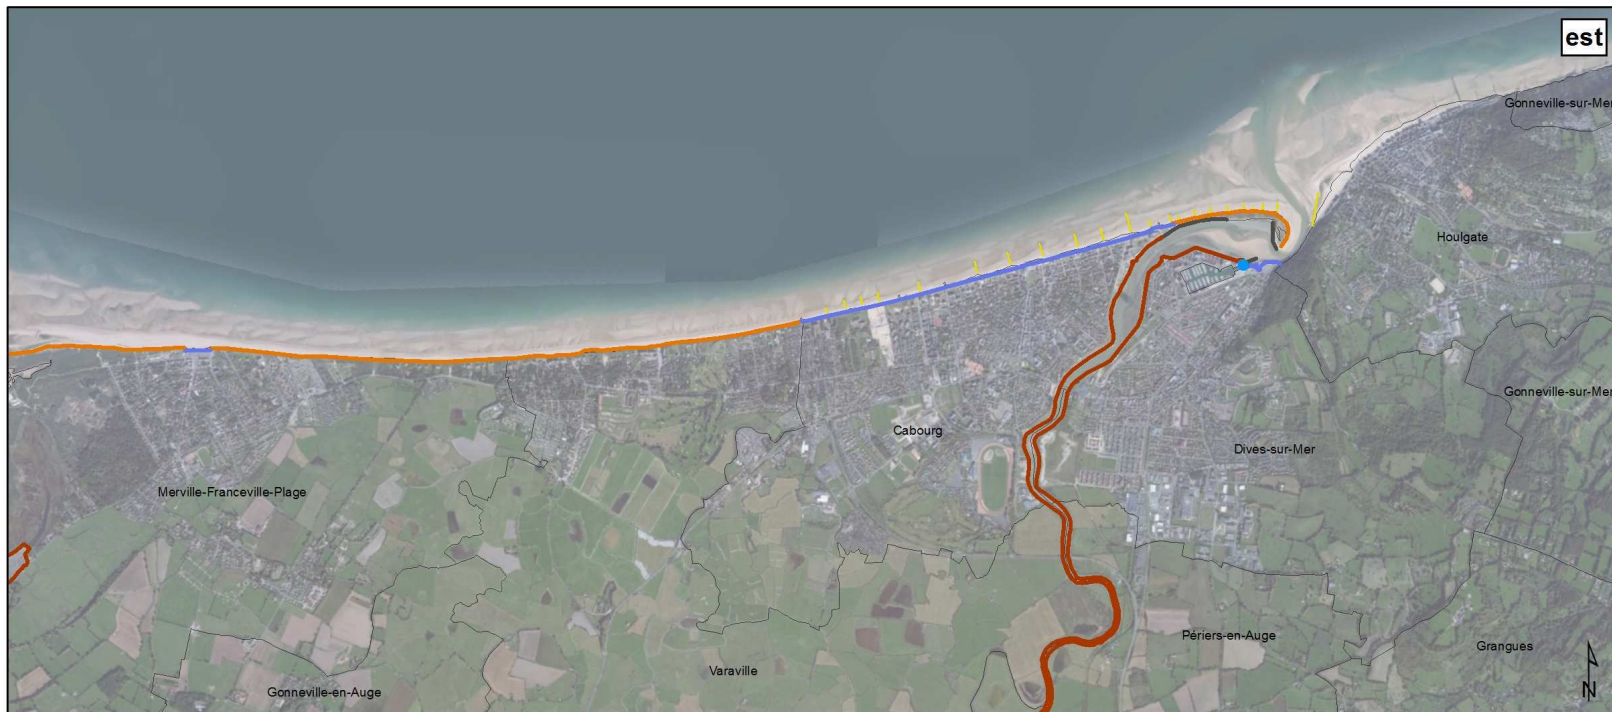 est
Gonneville-sur-Mer
Houlgate
Gonneville-sur-Mer
Cabourg
Dives-sur-Mer
Merville-Franceville-Plage
Périers-en-Auge
Grangues
Varaville
Gonneville-en-Auge
N